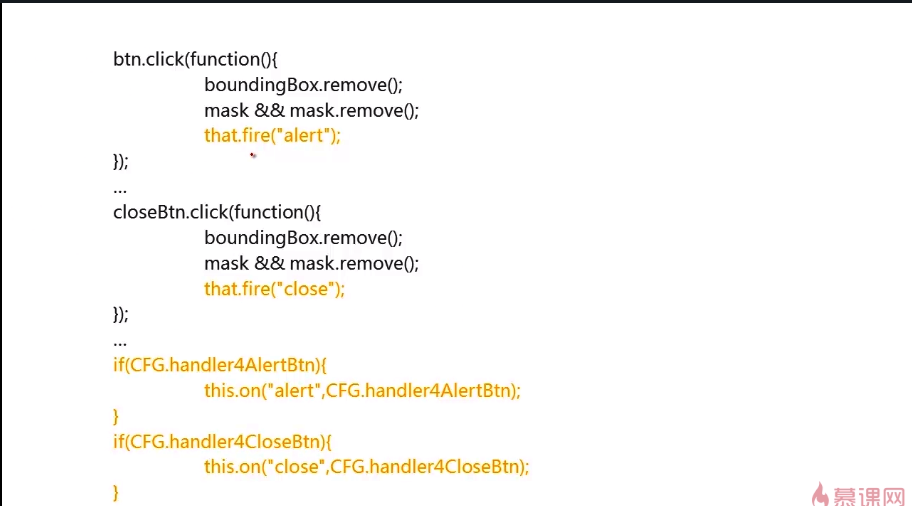 btn.click(function(){
boundingBox.remove();
mask && mask.remove();
that.fire("alert");
});
...
closeBtn.click(function(){
boundingBox.remove();
mask && mask.remove();
that.fire("close");
});
...
if(CFG.handler4AlertBtn){
this.on("alert",CFG.handler4AlertBtn);
}
if(CFG.handler4CloseBtn){
this.on("close",CFG.handler4CloseBtn);
}
慕课网